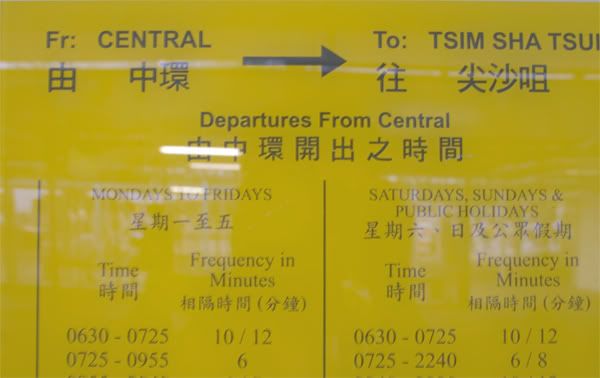 Fr: CENTRAL To: TSIM SHA TSUI
由 中環 往 尖沙咀
Departures From Central
由中環開出之時間
MONDAYS TO FRIDAYS
星期一至五
Time
時間
Frequency in
Minutes
相隔時間(分鐘)
0630 - 0725 10 / 12
0725 - 0955 6
SATURDAYS, SUNDAYS &
PUBLIC HOLIDAYS
星期六、日及公眾假期
Time
時間
Frequency in
Minutes
相隔時間(分鐘)
0630 - 0725 10 / 12
0725 - 2240 6 / 8